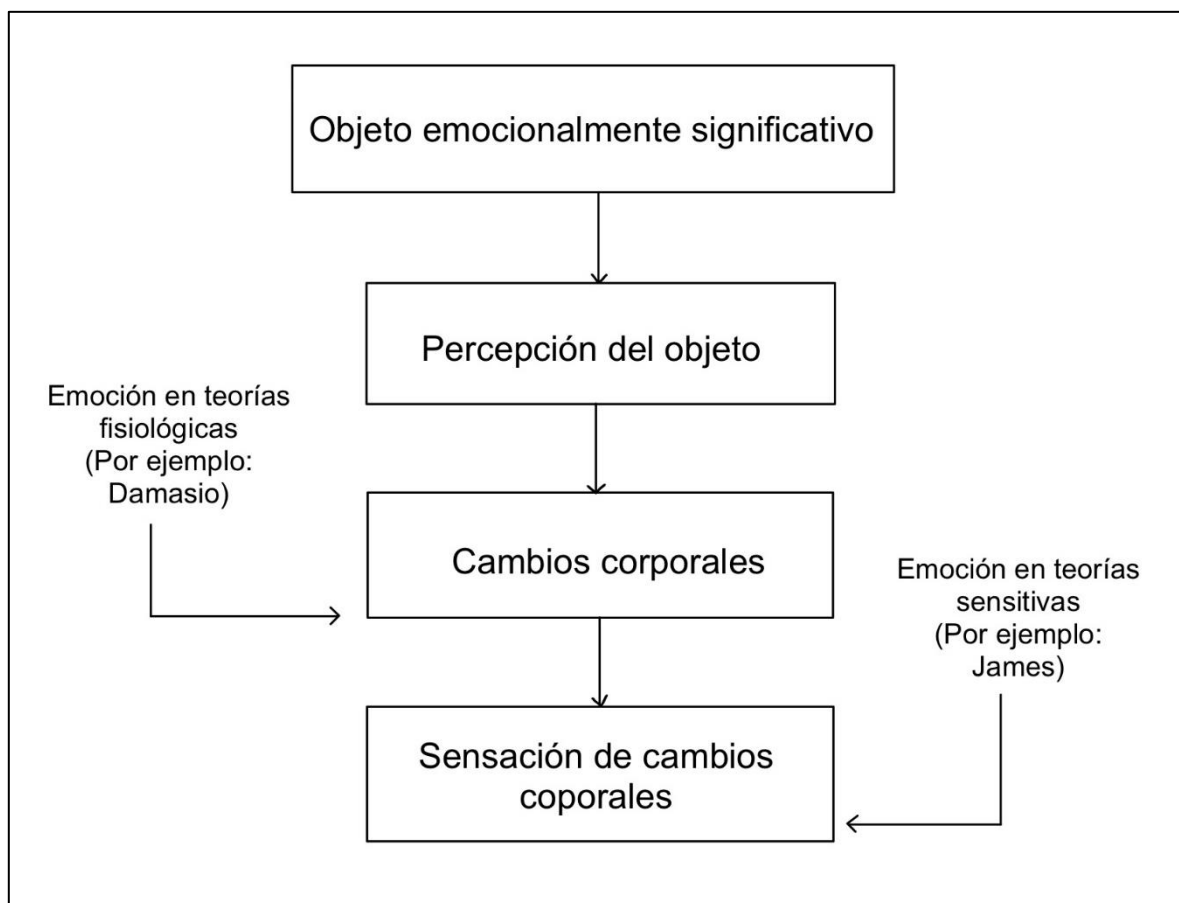 Objeto emocionalmente significativo
Percepción del objeto
Emoción en teorías
fisiológicas
(Por ejemplo:
Damasio)
Cambios corporales
Emoción en teorías
sensitivas
(Por ejemplo:
James)
Sensación de cambios
coporales